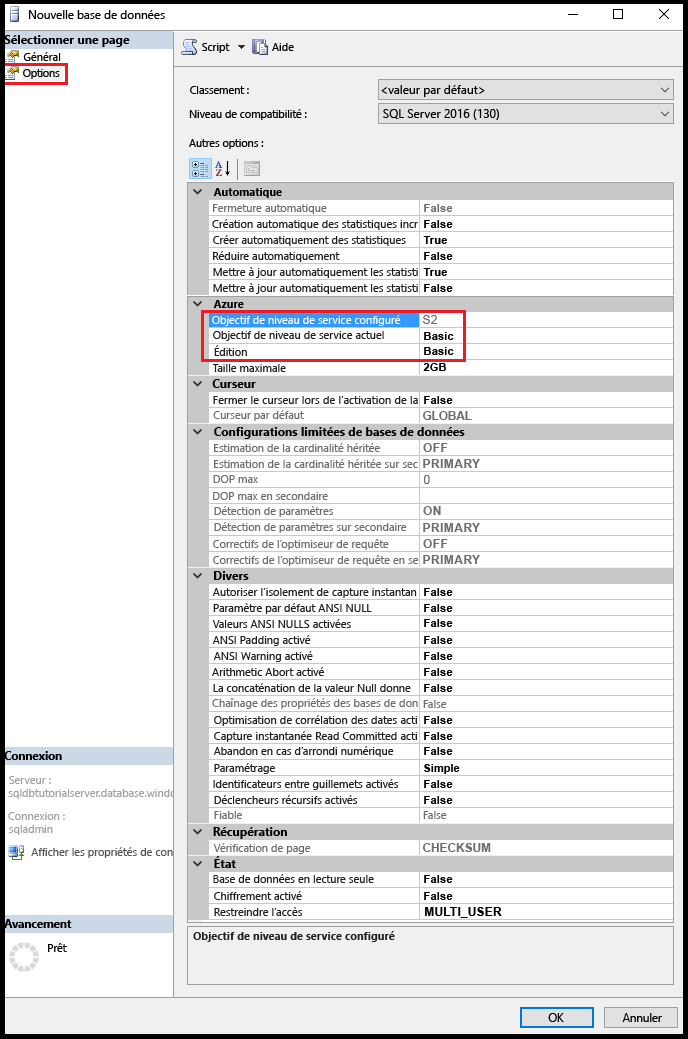 Nouvelle base de données
Sélectionner une page
Général
Options
Script
Aide
Classement :
<valeur par défaut>
Niveau de compatibilité :
SQL Server 2016 (130)
Autres options :
Automatique
Fermeture automatique False
Création automatique des statistiques incr False
Créer automatiquement des statistiques True
Réduire automatiquement False
Mettre à jour automatiquement les statisti True
Mettre à jour automatiquement les statisti False
Azure
Objectif de niveau de service configuré S2
Objectif de niveau de service actuel Basic
Édition Basic
Taille maximale 2GB
Curseur
Fermer le curseur lors de l'activation de la False
Curseur par défaut GLOBAL
Configurations limitées de bases de données
Estimation de la cardinalité héritée OFF
Estimation de la cardinalité héritée sur sec PRIMARY
DOP max 0
DOP max en secondaire
Détection de paramètres ON
Détection de paramètres sur secondaire PRIMARY
Correctifs de l'optimiseur de requête OFF
Correctifs de l'optimiseur de requête en se PRIMARY
Divers
Autoriser l'isolement de capture instantan False
Paramètre par défaut ANSI NULL False
Valeurs ANSI NULLS activées False
ANSI Padding activé False
ANSI Warning activé False
Arithmetic Abort activé False
La concaténation de la valeur Null donne False
Chaînage des propriétés des bases de don False
Optimisation de corrélation des dates acti False
Capture instantanée Read Committed acti False
Abandon en cas d'arrondi numérique False
Paramétrage Simple
Identificateurs entre guillemets activés False
Déclencheurs récursifs activés False
Fiable False
Récupération
Vérification de page CHECKSUM
État
Base de données en lecture seule False
Chiffrement activé False
Restreindre l'accès MULTI_USER
Objectif de niveau de service configuré
Connexion
Serveur :
sqldbtutorialserver.database.windo
Connexion :
sqladmin
Afficher les propriétés de con
Avancement
Prêt
OK
Annuler